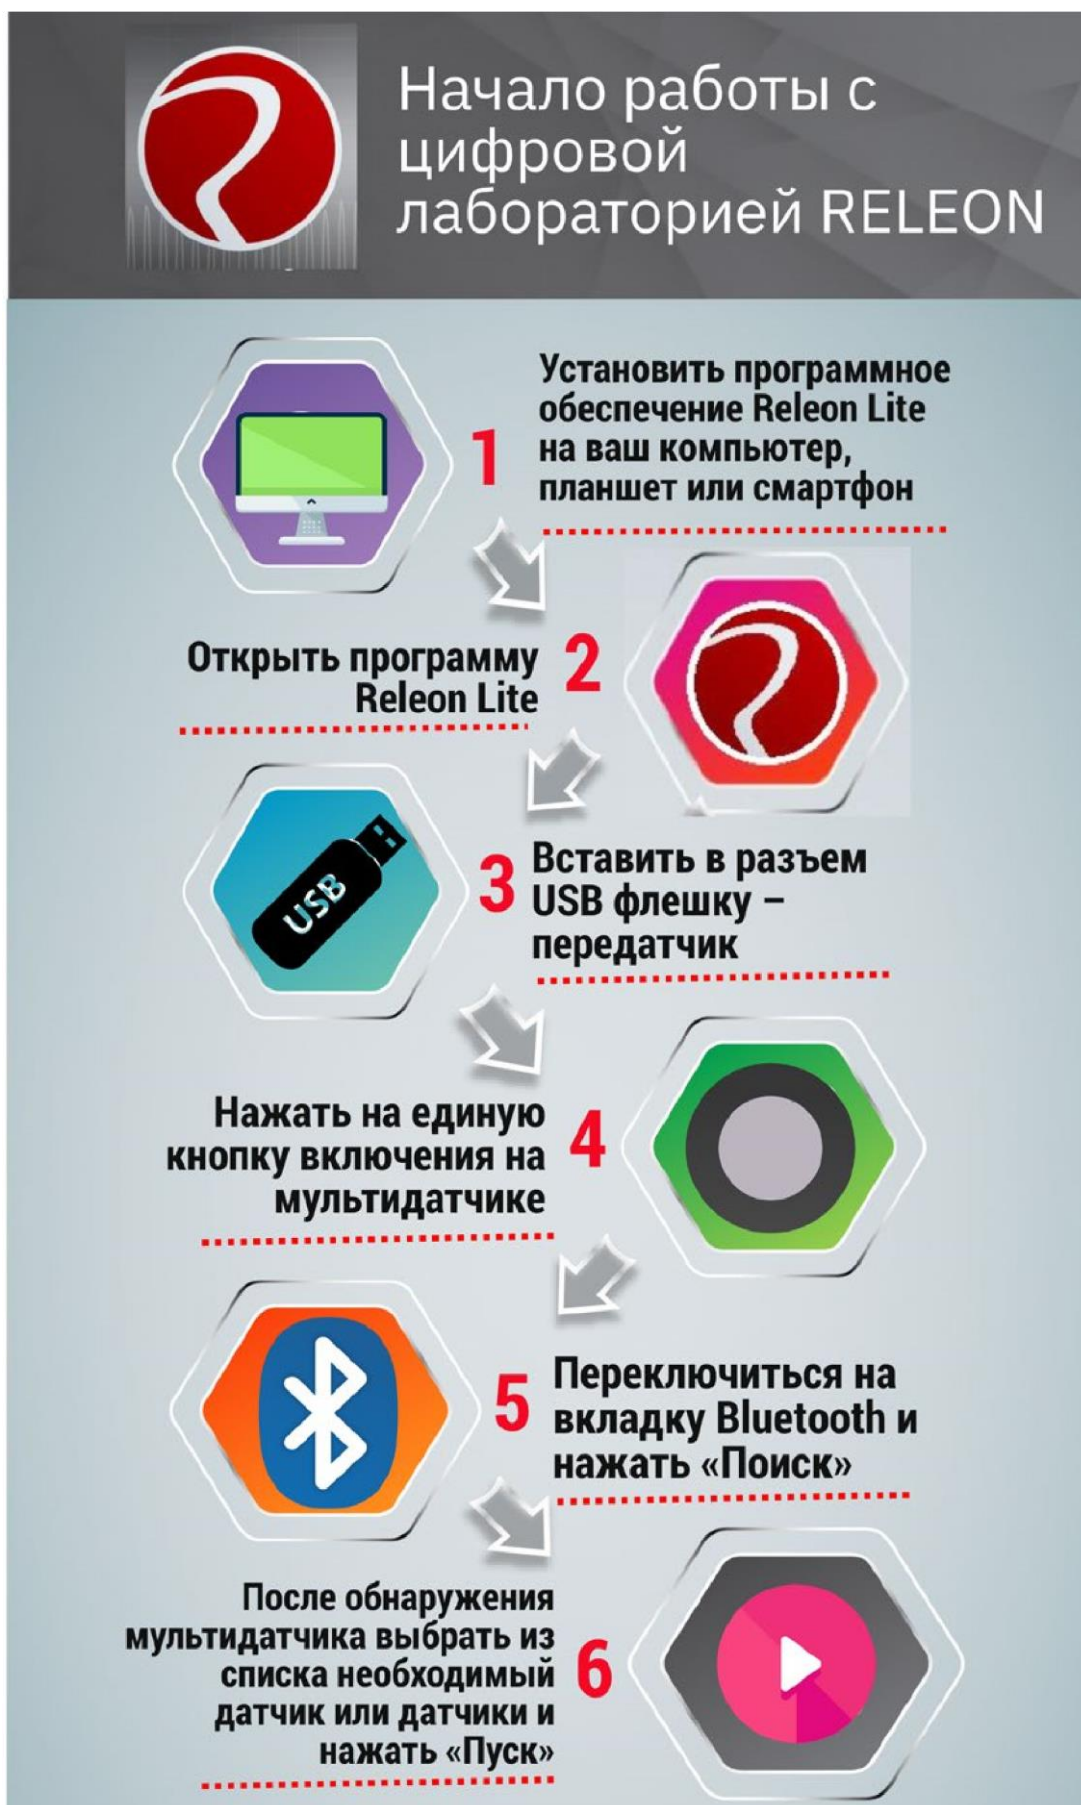 Начало работы с
цифровой
лабораторией RELEON
Установить программное
обеспечение Releon Lite
на ваш компьютер,
планшет или смартфон
1
Открыть программу
Releon Lite
2
USB
3
Вставить в разъем
USB флешку –
передатчик
Нажать на единую
кнопку включения на
мультидатчике
4
5
Переключиться на
вкладку Bluetooth и
нажать «Поиск»
После обнаружения
мультидатчика выбрать из
списка необходимый
датчик или датчики и
нажать «Пуск»
6